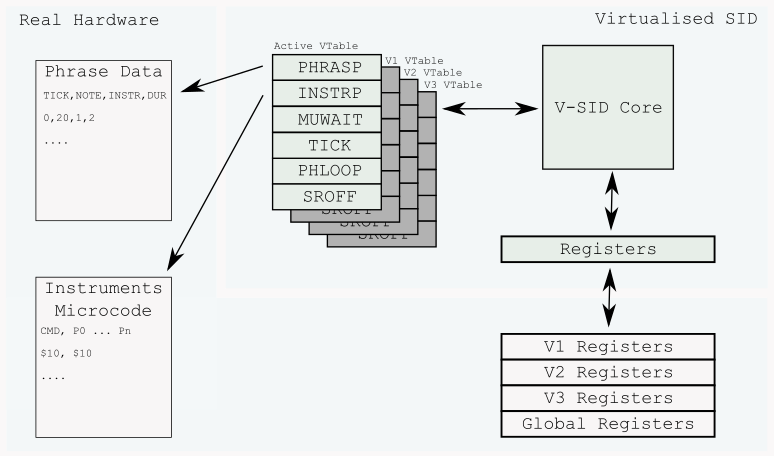 Real Hardware
Virtualised SID
Phrase Data
TICK,NOTE,INSTR,DUR
0,20,1,2
....
Instruments
Microcode
CMD, P0 ... Pn
$10, $10
....
Active VTable
V1 VTable
V2 VTable
V3 VTable
PHRASP
INSTRP
MUWAIT
TICK
PHLOOP
SROFF
SROFF
SROFF
SROFF
V-SID Core
Registers
V1 Registers
V2 Registers
V3 Registers
Global Registers